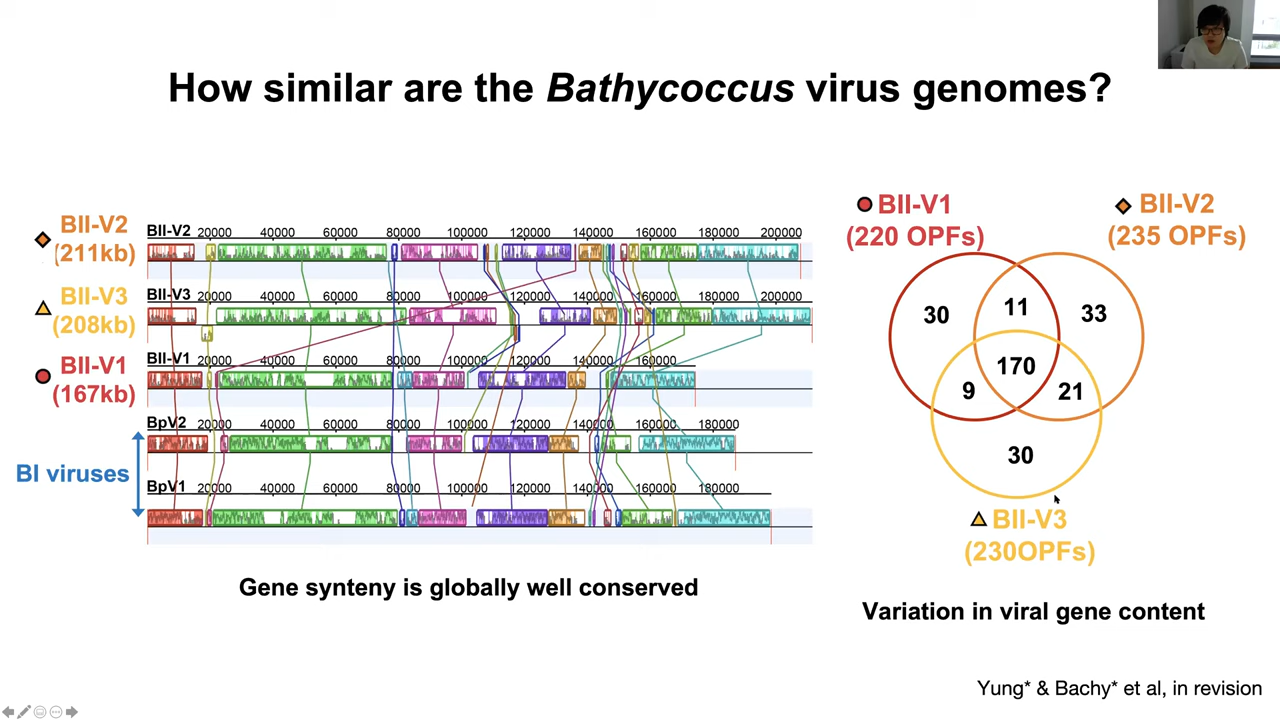 How similar are the Bathycoccus virus genomes?
BII-V2
(211kb)
BII-V3
(208kb)
BII-V1
(167kb)
BI viruses
BII-V2 20000 40000 60000 80000 100000 120000 140000 160000 180000 200000
BII-V3 20000 40000 60000 80000 100000 120000 140000 160000 180000 200000
BII-V1 20000 40000 60000 80000 100000 120000 140000 160000
BpV2 20000 40000 60000 80000 100000 120000 140000 160000 180000
BpV1 20000 40000 60000 80000 100000 120000 140000 160000 180000
Gene synteny is globally well conserved
BII-V1
(220 OPFs)
BII-V2
(235 OPFs)
30 11 33
170
9 21
30
BII-V3
(230OPFs)
Variation in viral gene content
Yung* & Bachy* et al, in revision